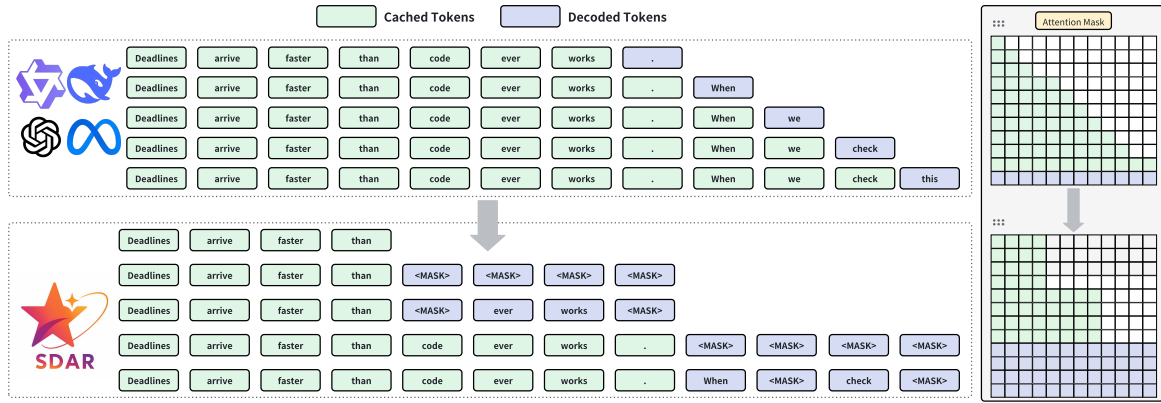 Cached Tokens Decoded Tokens
Attention Mask
Deadlines arrive faster than code ever works .
Deadlines arrive faster than code ever works . When
Deadlines arrive faster than code ever works . When we
Deadlines arrive faster than code ever works . When we check
Deadlines arrive faster than code ever works . When we check this
Deadlines arrive faster than
Deadlines arrive faster than <MASK> <MASK> <MASK> <MASK>
Deadlines arrive faster than <MASK> ever works <MASK>
Deadlines arrive faster than code ever works . <MASK> <MASK> <MASK> <MASK>
Deadlines arrive faster than code ever works . When <MASK> check <MASK>
SDAR